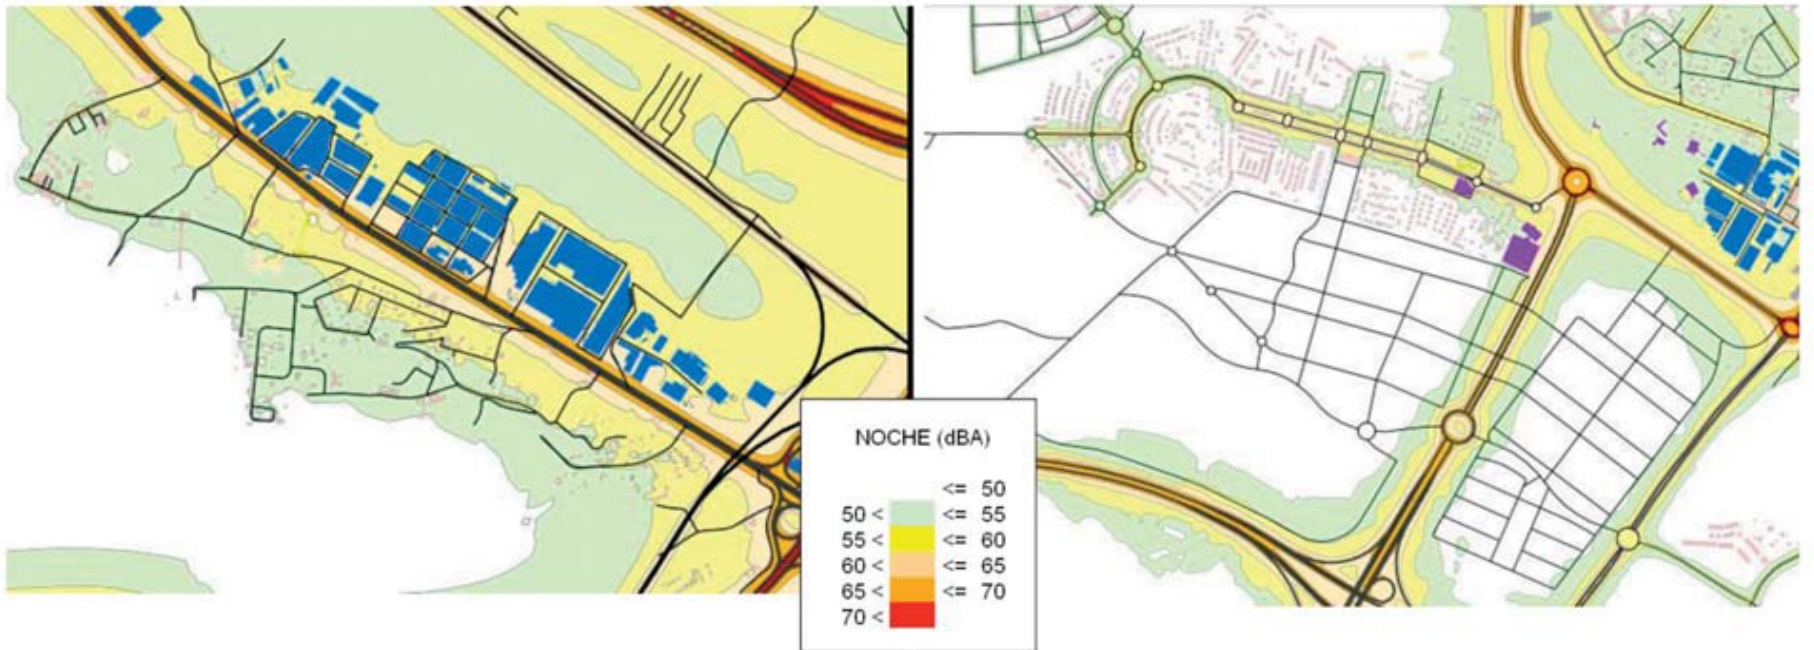 NOCHE (dBA)
<= 50
50 < <= 55
55 < <= 60
60 < <= 65
65 < <= 70
70 <